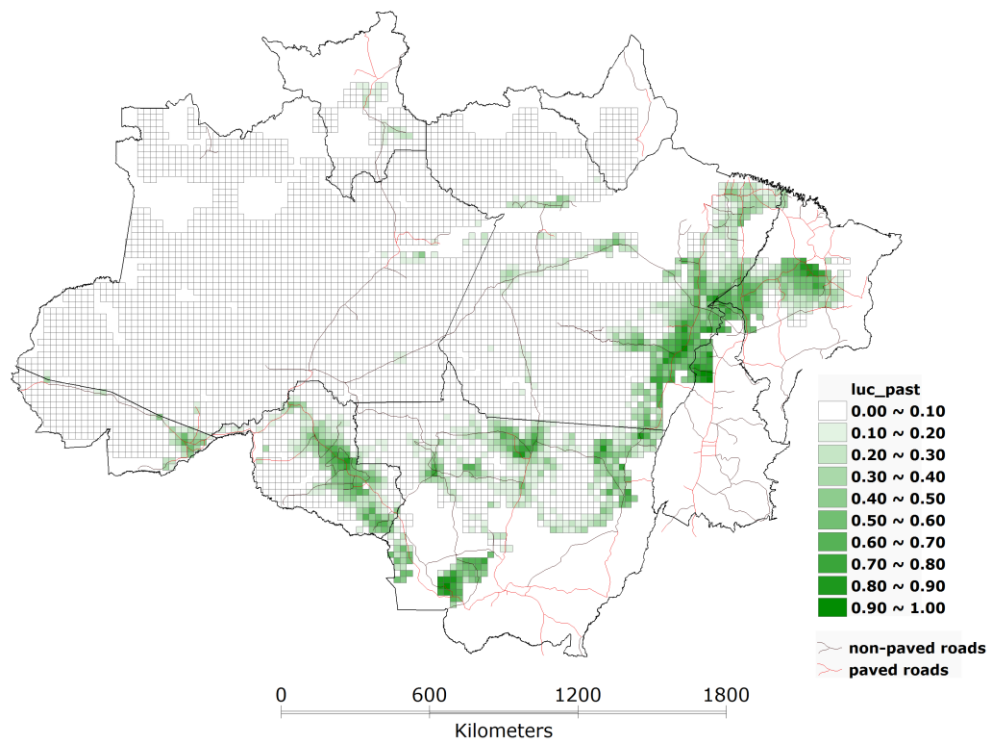 luc_past
0.00 ~ 0.10
0.10 ~ 0.20
0.20 ~ 0.30
0.30 ~ 0.40
0.40 ~ 0.50
0.50 ~ 0.60
0.60 ~ 0.70
0.70 ~ 0.80
0.80 ~ 0.90
0.90 ~ 1.00
non-paved roads
paved roads
0 600 1200 1800
Kilometers